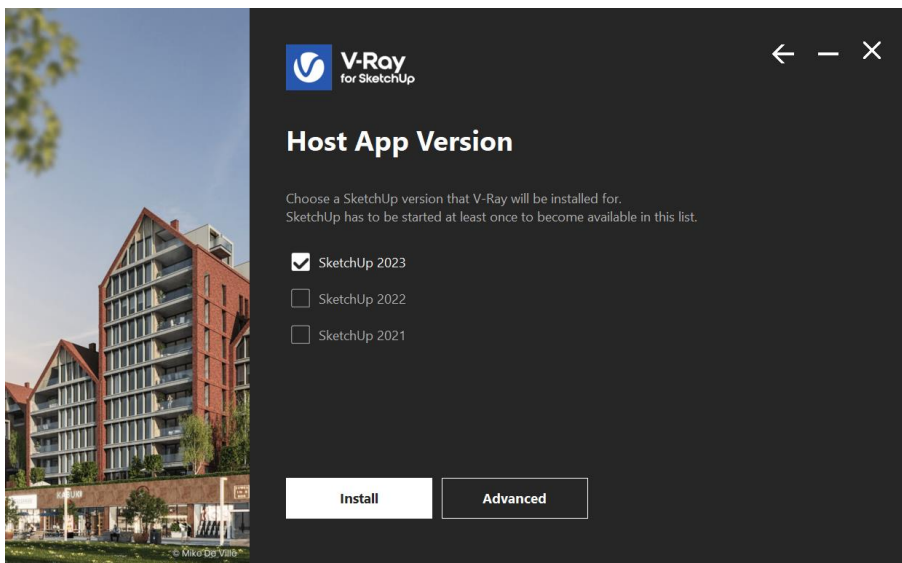 V-Ray
for SketchUp
Host App Version
Choose a SketchUp version that V-Ray will be installed for.
SketchUp has to be started at least once to become available in this list.
SketchUp 2023
SketchUp 2022
SketchUp 2021
Install
Advanced
KABUKI
© Miko De Ville